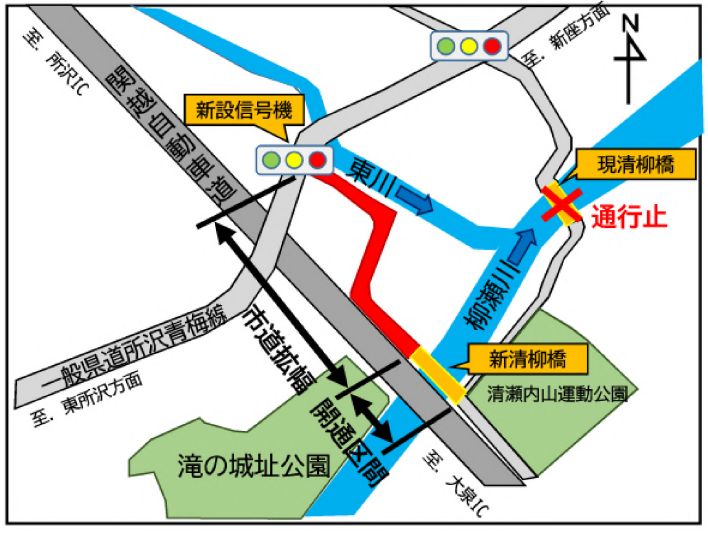 至.新座方面
N
至.所沢IC
関越自動車道
新設信号機
東川
現清柳橋
通行止
柳瀬川
一般県道所沢青梅線
至.東所沢方面
市道拡幅
新清柳橋
清瀬内山運動公園
開通区間
滝の城址公園
至.大泉IC